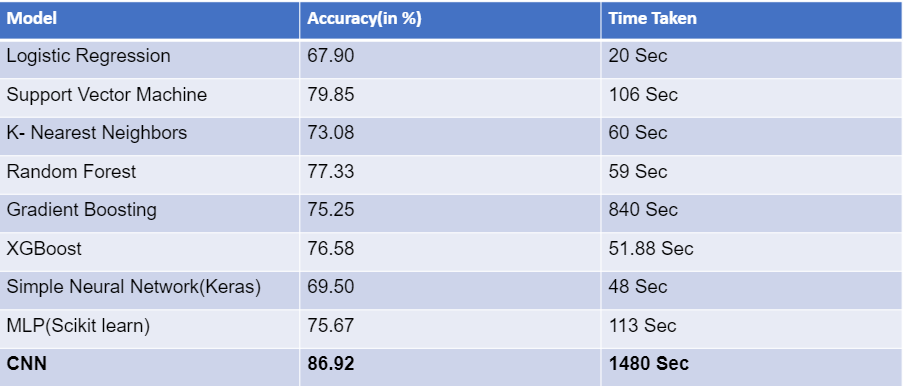 Model Accuracy(in %) Time Taken
Logistic Regression 67.90 20 Sec
Support Vector Machine 79.85 106 Sec
K- Nearest Neighbors 73.08 60 Sec
Random Forest 77.33 59 Sec
Gradient Boosting 75.25 840 Sec
XGBoost 76.58 51.88 Sec
Simple Neural Network(Keras) 69.50 48 Sec
MLP(Scikit learn) 75.67 113 Sec
CNN 86.92 1480 Sec